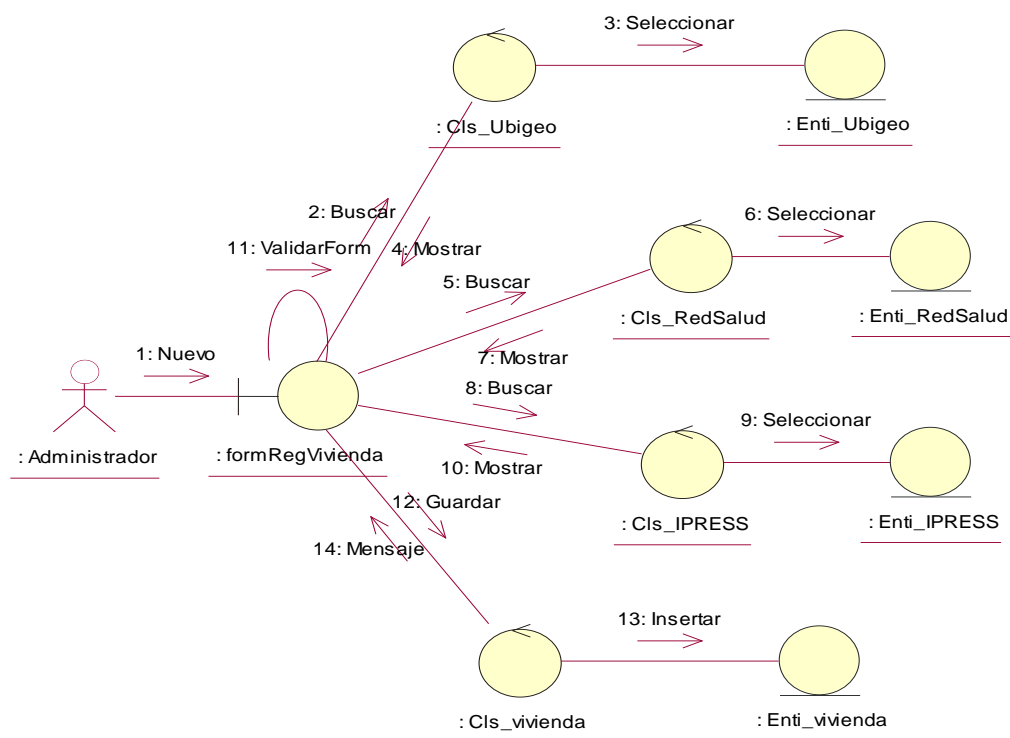 3: Seleccionar
: Cls_Ubigeo
: Enti_Ubigeo
2: Buscar
6: Seleccionar
11: ValidarForm
4: Mostrar
5: Buscar
: Cls_RedSalud
: Enti_RedSalud
1: Nuevo
7: Mostrar
8: Buscar
9: Seleccionar
: Administrador
: formRegVivienda
10: Mostrar
12: Guardar
: Cls_IPRESS
: Enti_IPRESS
14: Mensaje
13: Insertar
: Cls_vivienda
: Enti_vivienda